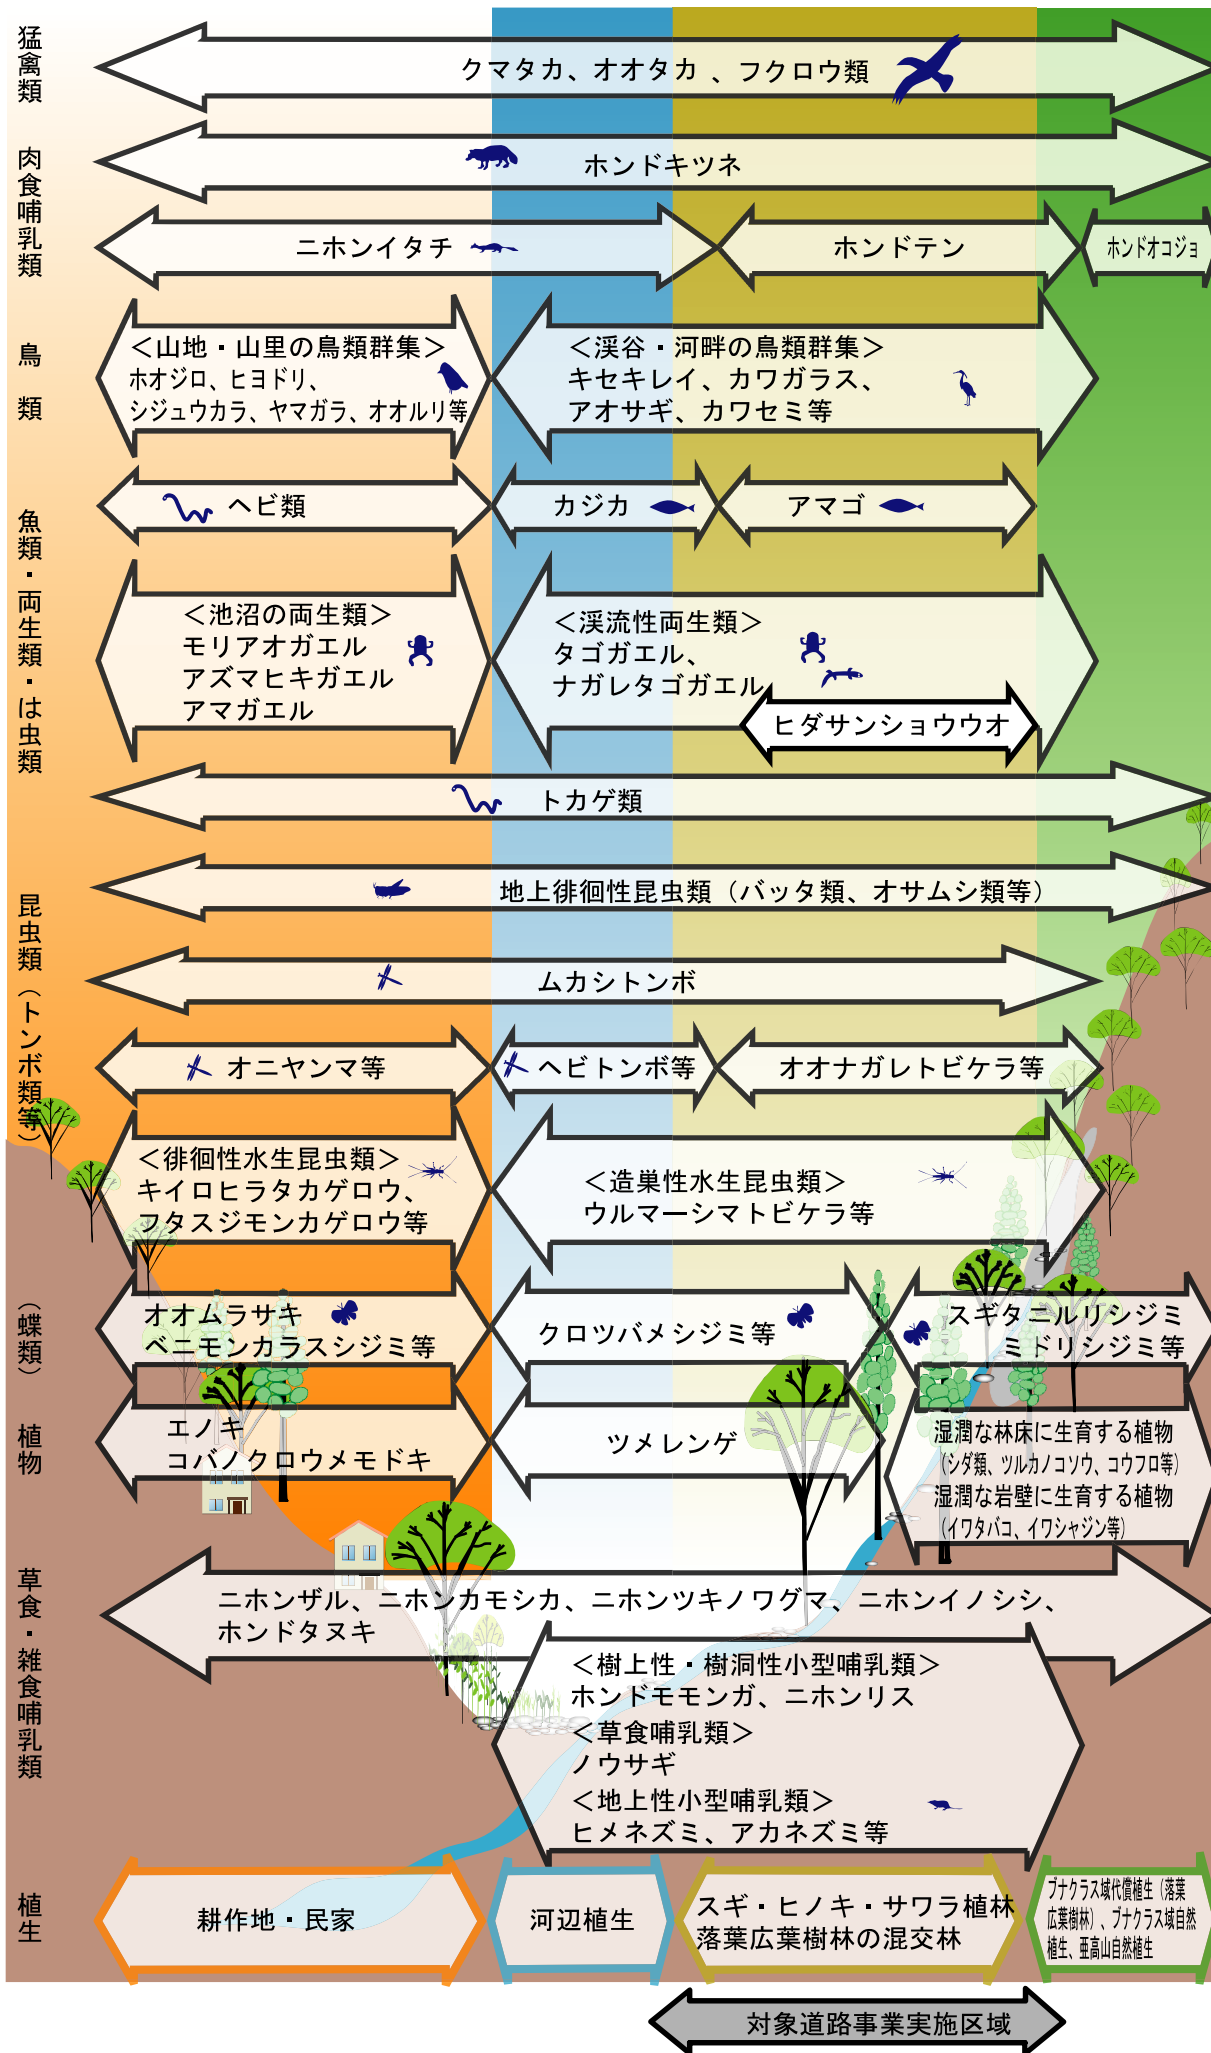 猛禽類
クマタカ、オオタカ 、フクロウ類
肉食哺乳類
ホンドキツネ
ニホンイタチ
ホンドテン
ホンドオコジョ
鳥類
＜山地・山里の鳥類群集＞
ホオジロ、ヒヨドリ、
シジュウカラ、ヤマガラ、オオルリ等
＜渓谷・河畔の鳥類群集＞
キセキレイ、カワガラス、
アオサギ、カワセミ等
魚類・両生類・は虫類
ヘビ類
カジカ
アマゴ
＜池沼の両生類＞
モリアオガエル
アズマヒキガエル
アマガエル
＜渓流性両生類＞
タゴガエル、
ナガレタゴガエル
ヒダサンショウウオ
トカゲ類
昆虫類（トンボ類等）
地上徘徊性昆虫類（バッタ類、オサムシ類等）
ムカシトンボ
オニヤンマ等
ヘビトンボ等
オオナガレトビケラ等
＜徘徊性水生昆虫類＞
キイロヒラタカゲロウ、
フタスジモンカゲロウ等
＜造巣性水生昆虫類＞
ウルマーシマトビケラ等
（蝶類）
オオムラサキ
ベニモンカラスシジミ等
クロツバメシジミ等
スギタニルリシジミ
ミドリシジミ等
植物
エノキ
コバノクロウメモドキ
ツメレンゲ
湿潤な林床に生育する植物
（シダ類、ツルカノコソウ、コウフロ等）
湿潤な岩壁に生育する植物
（イワタバコ、イワシャジン等）
草食・雑食哺乳類
ニホンザル、ニホンカモシカ、ニホンツキノワグマ、ニホンイノシシ、
ホンドタヌキ
＜樹上性・樹洞性小型哺乳類＞
ホンドモモンガ、ニホンリス
＜草食哺乳類＞
ノウサギ
＜地上性小型哺乳類＞
ヒメネズミ、アカネズミ等
植生
耕作地・民家
河辺植生
スギ・ヒノキ・サワラ植林
落葉広葉樹林の混交林
ブナクラス域代償植生（落葉
広葉樹林）、ブナクラス域自然
植生、亜高山自然植生
対象道路事業実施区域